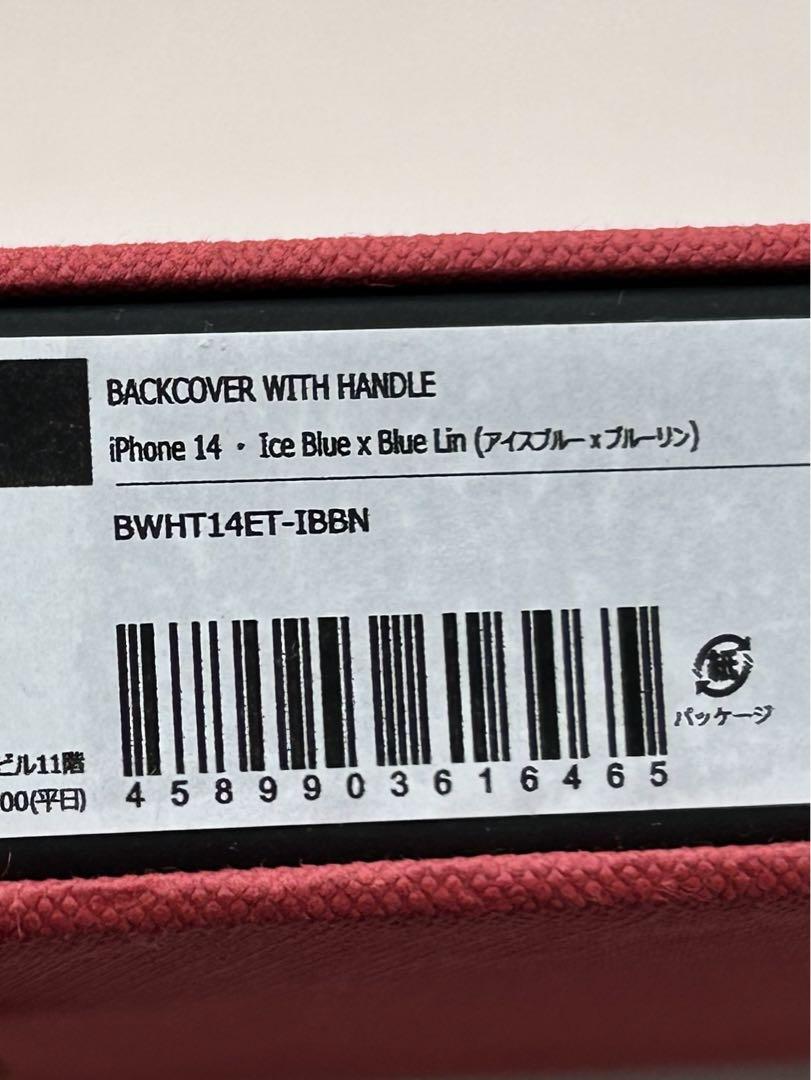 BACKCOVER WITH HANDLE
iPhone 14 ・ Ice Blue x Blue Lin (アイスブルー x ブルーリン)
BWHT14ET-IBBN
紙
パッケージ
ビル11階
00(平日)
4589903616465